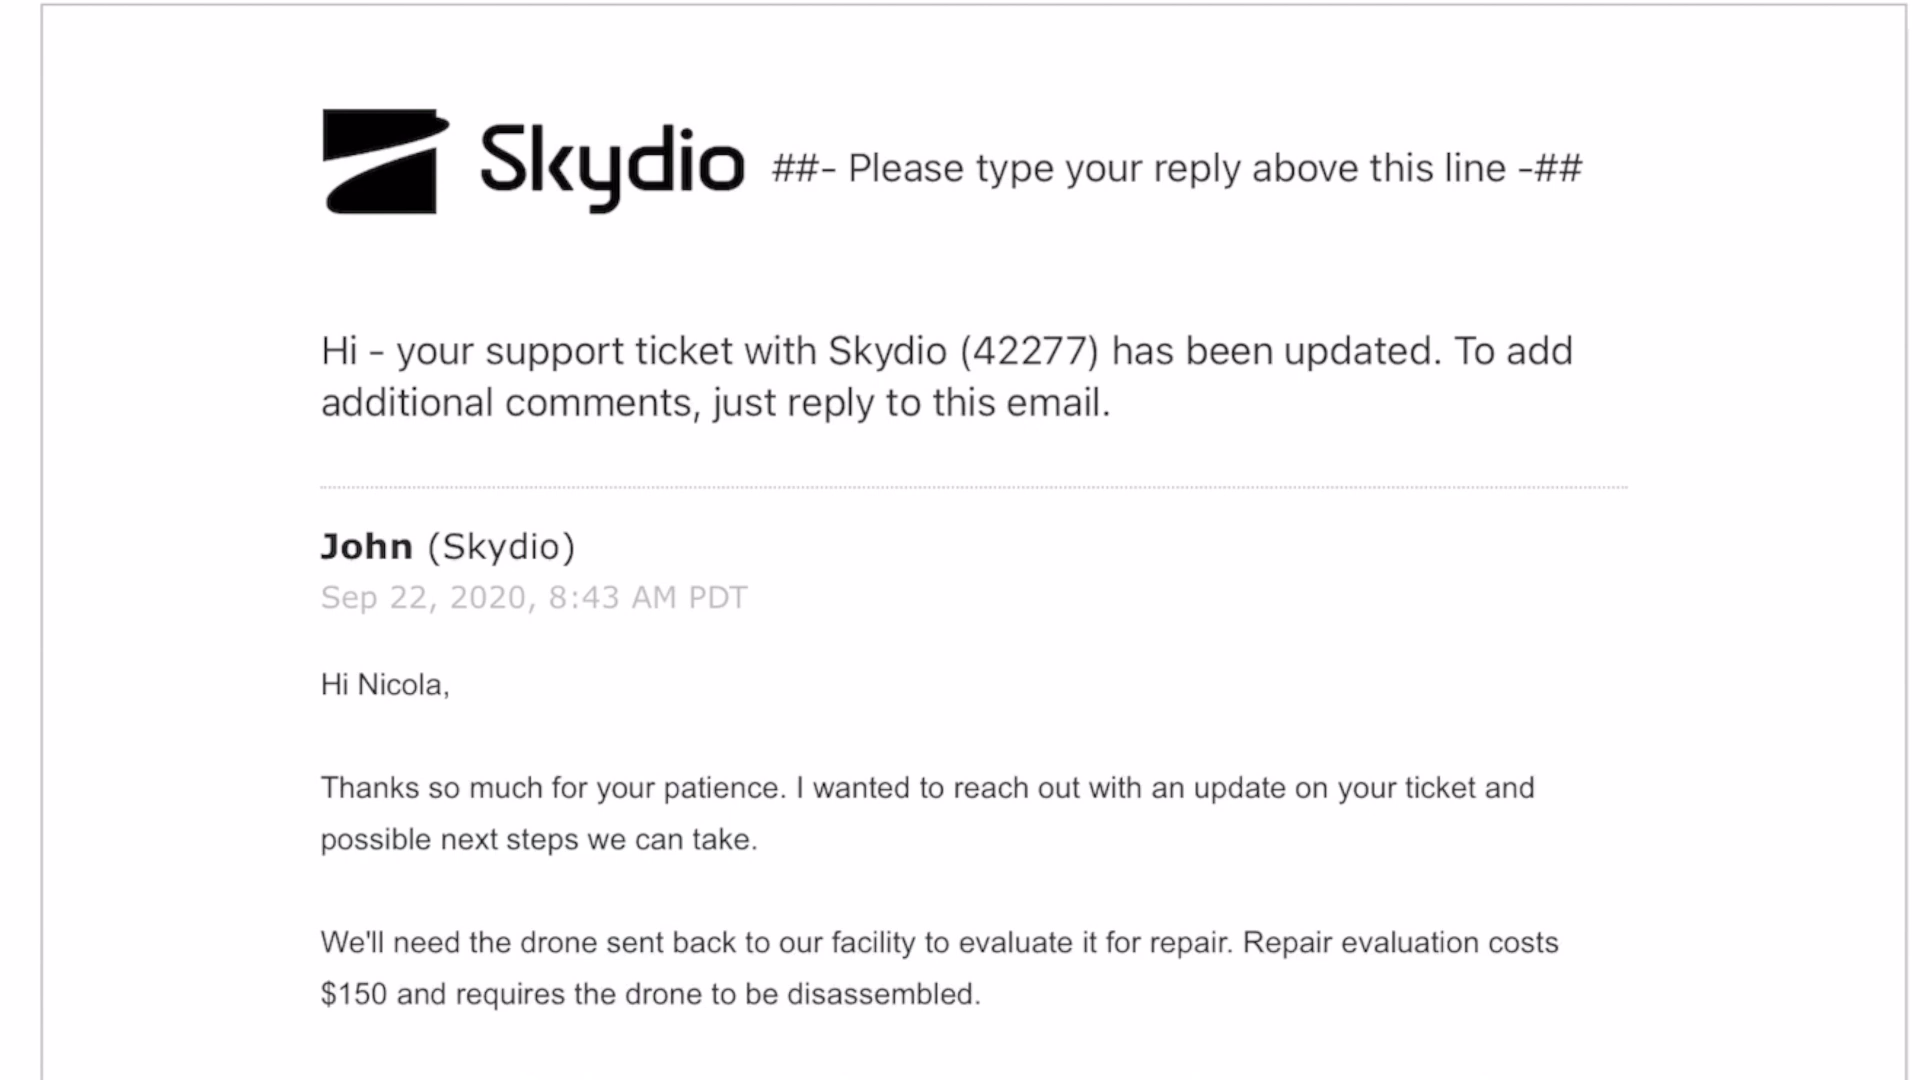 Skydio ##- Please type your reply above this line -##
Hi - your support ticket with Skydio (42277) has been updated. To add
additional comments, just reply to this email.
John (Skydio)
Sep 22, 2020, 8:43 AM PDT
Hi Nicola,
Thanks so much for your patience. I wanted to reach out with an update on your ticket and
possible next steps we can take.
We'll need the drone sent back to our facility to evaluate it for repair. Repair evaluation costs
$150 and requires the drone to be disassembled.